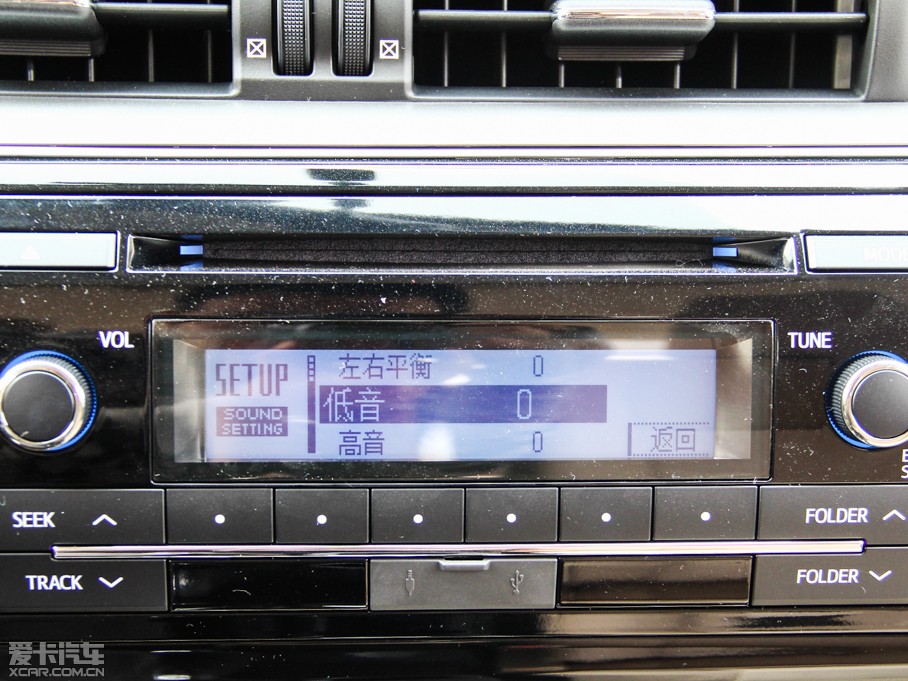 MODE
VOL
TUNE
SETUP
SOUND
SETTING
左右平衡 0
低音 0
高音 0
返回
SEEK
FOLDER
TRACK
FOLDER
爱卡汽车
XCAR.COM.CN